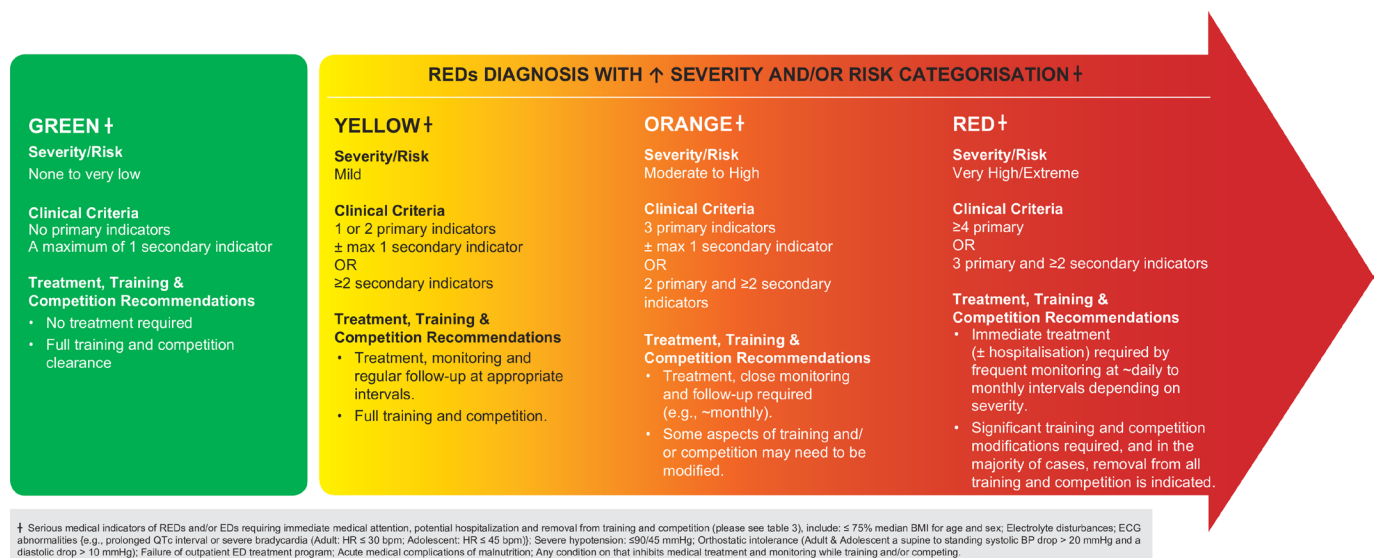 REDs DIAGNOSIS WITH ↑ SEVERITY AND/OR RISK CATEGORISATION ƚ
GREEN ƚ
Severity/Risk
None to very low
Clinical Criteria
No primary indicators
A maximum of 1 secondary indicator
Treatment, Training &
Competition Recommendations
• No treatment required
• Full training and competition
clearance
YELLOW ƚ
Severity/Risk
Mild
Clinical Criteria
1 or 2 primary indicators
± max 1 secondary indicator
OR
≥2 secondary indicators
Treatment, Training &
Competition Recommendations
• Treatment, monitoring and
regular follow-up at appropriate
intervals.
• Full training and competition.
ORANGE ƚ
Severity/Risk
Moderate to High
Clinical Criteria
3 primary indicators
± max 1 secondary indicator
OR
2 primary and ≥2 secondary
indicators
Treatment, Training &
Competition Recommendations
• Treatment, close monitoring
and follow-up required
(e.g., ~monthly).
• Some aspects of training and/
or competition may need to be
modified.
RED ƚ
Severity/Risk
Very High/Extreme
Clinical Criteria
≥4 primary
OR
3 primary and ≥2 secondary indicators
Treatment, Training &
Competition Recommendations
• Immediate treatment
(± hospitalisation) required by
frequent monitoring at ~daily to
monthly intervals depending on
severity.
• Significant training and competition
modifications required, and in the
majority of cases, removal from all
training and competition is indicated.
ƚ Serious medical indicators of REDs and/or EDs requiring immediate medical attention, potential hospitalization and removal from training and competition (please see table 3), include: ≤ 75% median BMI for age and sex; Electrolyte disturbances; ECG
abnormalities {e.g., prolonged QTc interval or severe bradycardia (Adult: HR ≤ 30 bpm; Adolescent: HR ≤ 45 bpm)}; Severe hypotension: ≤90/45 mmHg; Orthostatic intolerance (Adult & Adolescent a supine to standing systolic BP drop > 20 mmHg and a
diastolic drop > 10 mmHg); Failure of outpatient ED treatment program; Acute medical complications of malnutrition; Any condition on that inhibits medical treatment and monitoring while training and/or competing.